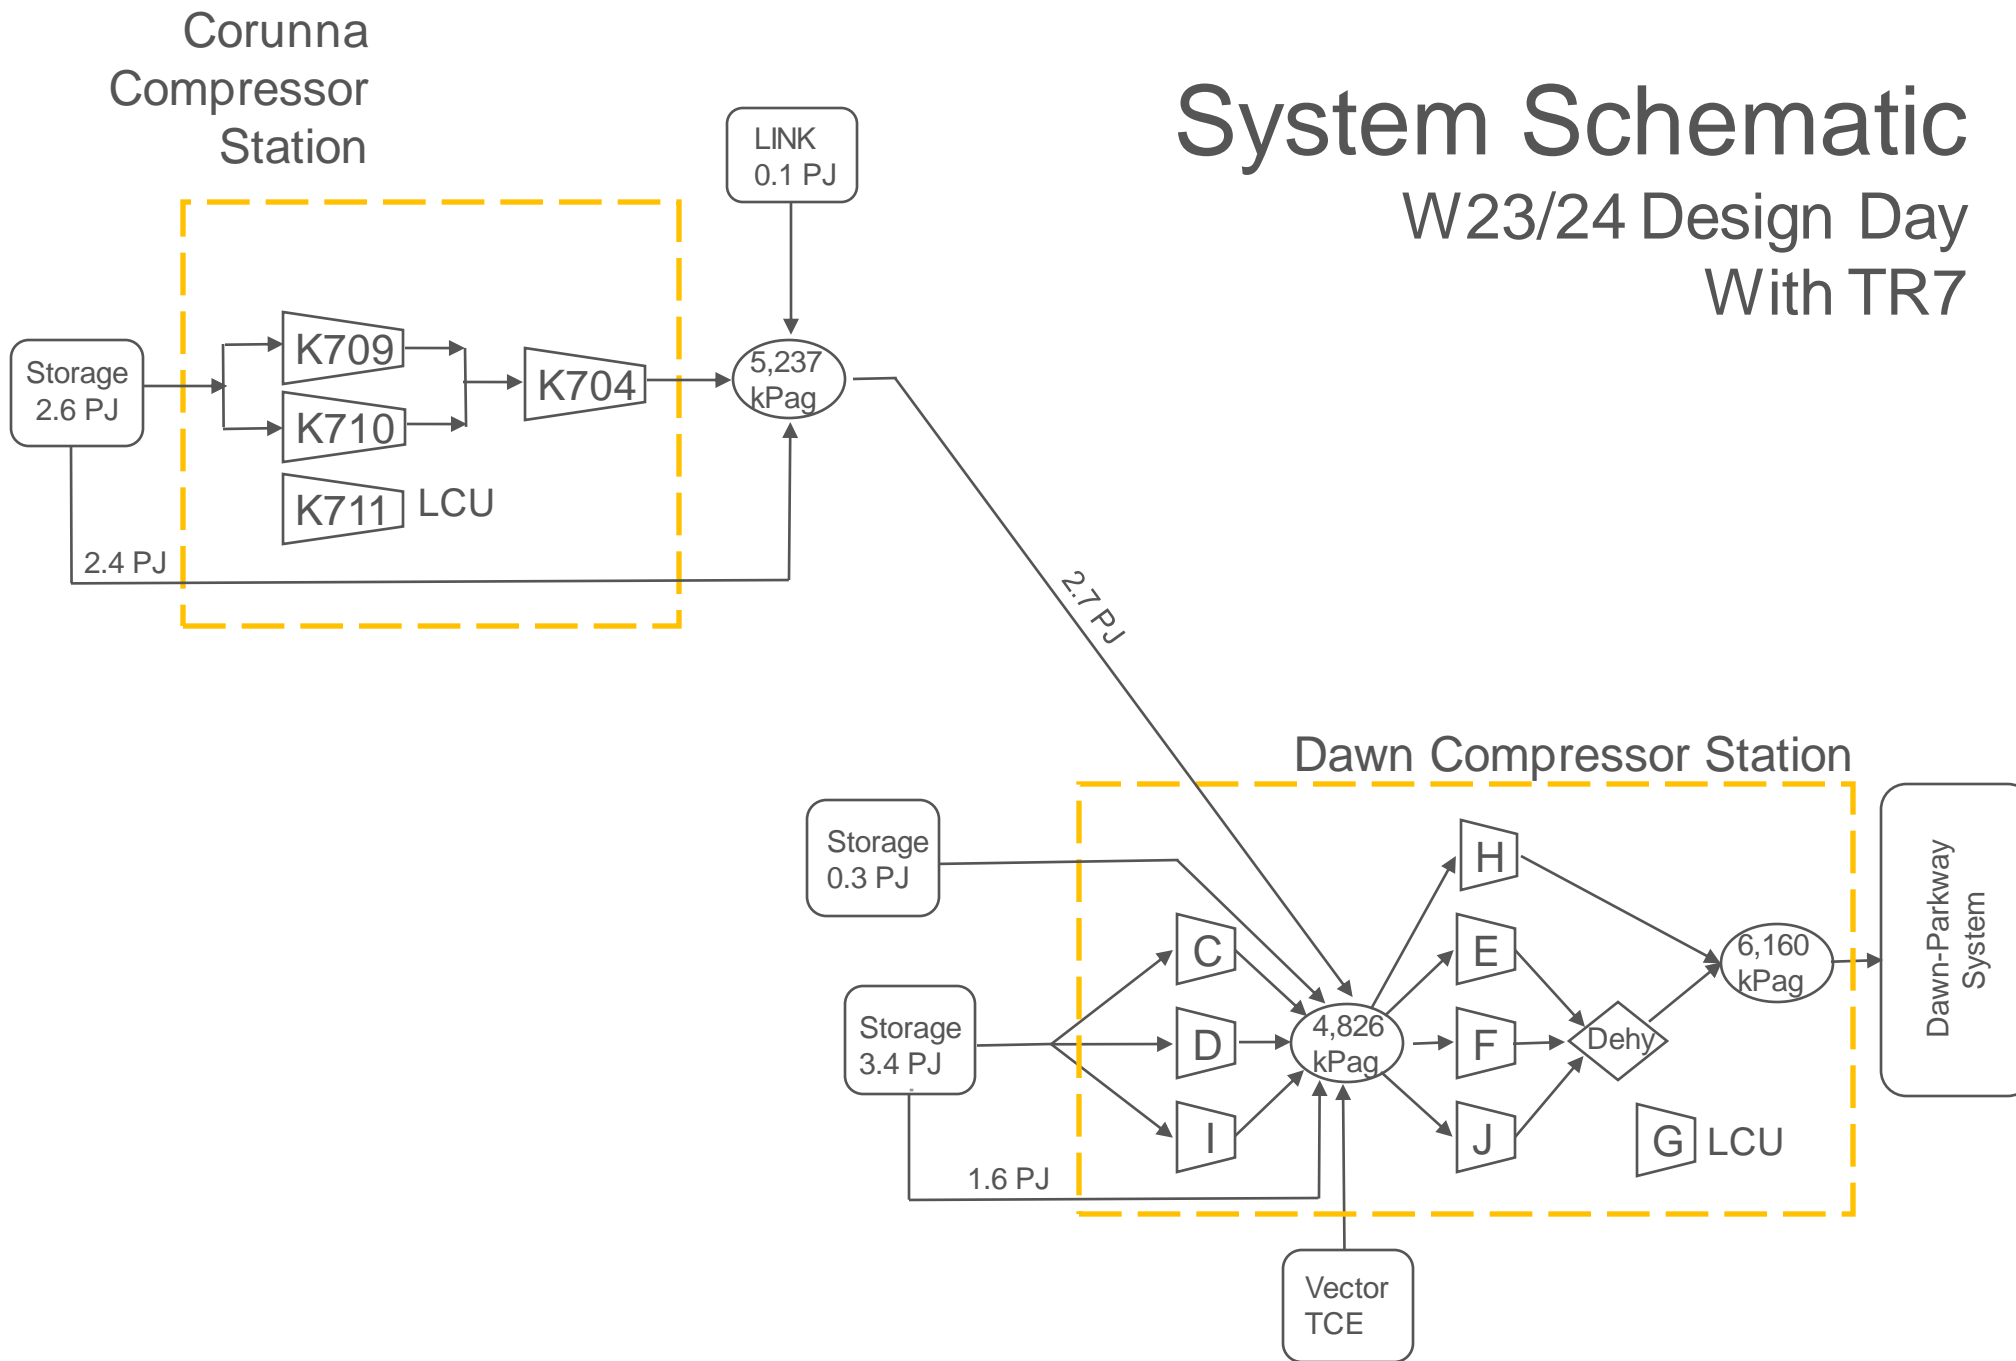 Corunna
Compressor
Station
System Schematic
W23/24 Design Day
With TR7
LINK
0.1 PJ
Storage
2.6 PJ
K709
K710
K711
LCU
K704
5,237
kPag
2.4 PJ
2.7 PJ
Dawn Compressor Station
Storage
0.3 PJ
Storage
3.4 PJ
C
D
I
1.6 PJ
4,826
kPag
H
E
F
J
Dehy
G
LCU
6,160
kPag
Dawn-Parkway
System
Vector
TCE